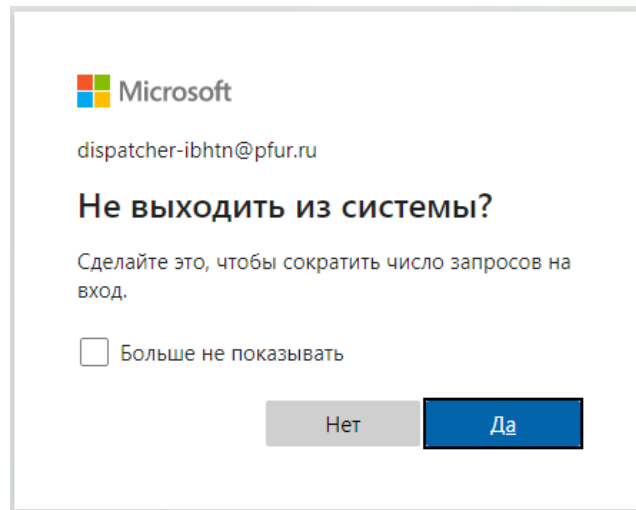 Microsoft
dispatcher-ibhtn@pfur.ru
Не выходить из системы?
Сделайте это, чтобы сократить число запросов на
вход.
Больше не показывать
Нет
Да